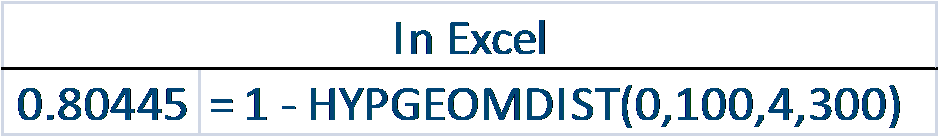 In Excel
0.80445 = 1 - HYPGEOMDIST(0,100,4,300)